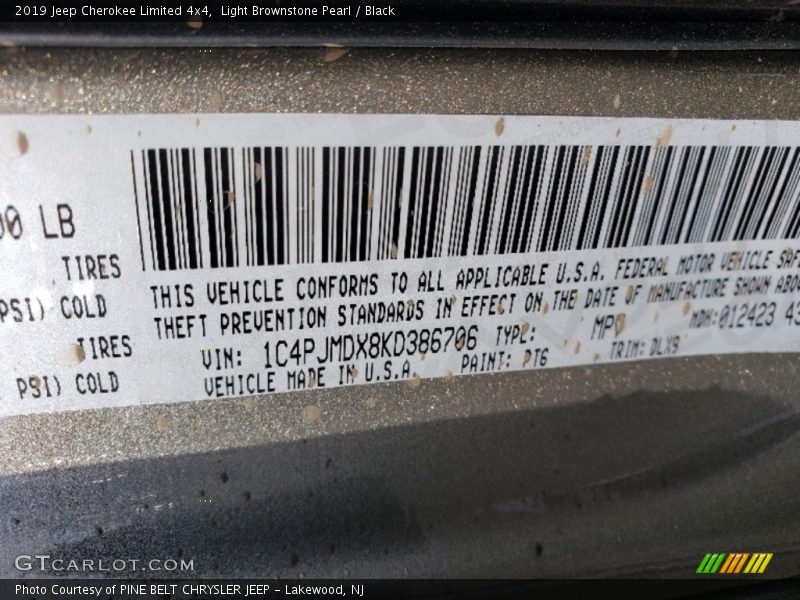 2019 Jeep Cherokee Limited 4x4,  Light Brownstone Pearl / Black
00 LB
TIRES
PSI) COLD
TIRES
PSI) COLD
THIS VEHICLE CONFORMS TO ALL APPLICABLE U.S.A. FEDERAL MOTOR VEHICLE SAF
THEFT PREVENTION STANDARDS IN EFFECT ON THE DATE OF MANUFACTURE SHOWN ABO
VIN: 1C4PJMDX8KD386706 TYPE: MPV MDH:012423 43
VEHICLE MADE IN U.S.A. PAINT: PT6 TRIM: DLX9
GTCARLOT.COM
Photo Courtesy of PINE BELT CHRYSLER JEEP – Lakewood, NJ